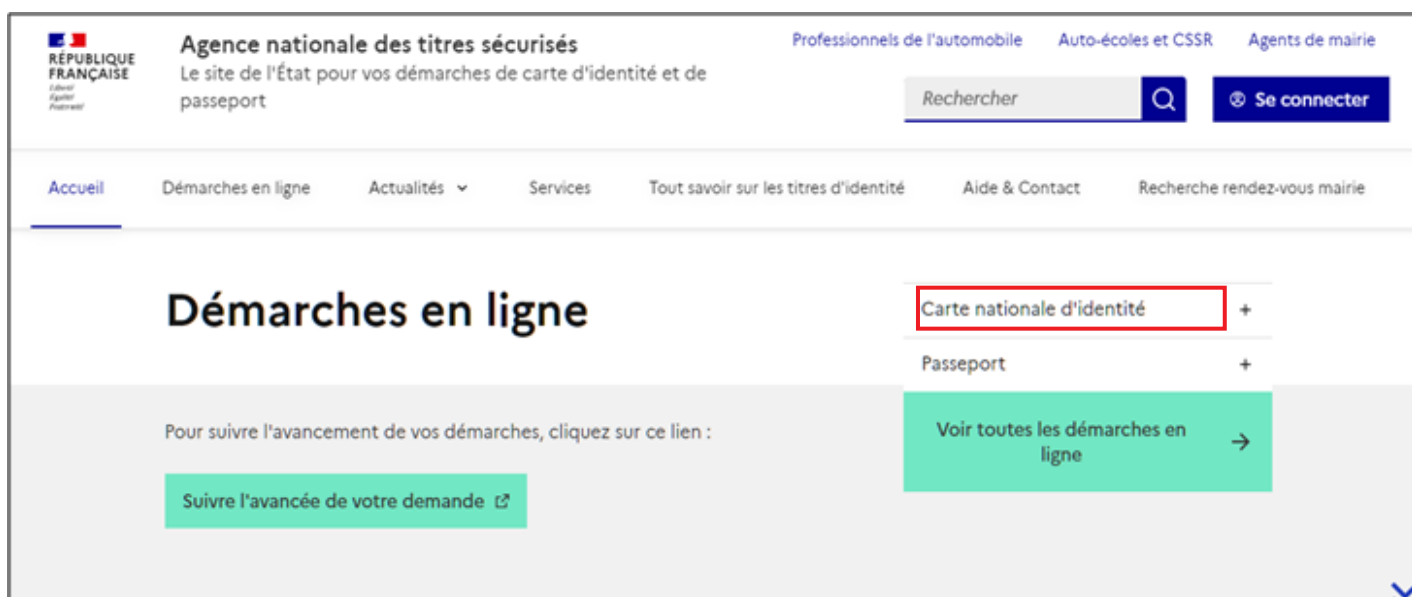 RÉPUBLIQUE
FRANÇAISE
Liberté
Égalité
Fraternité
Agence nationale des titres sécurisés
Le site de l'État pour vos démarches de carte d'identité et de
passeport
Professionnels de l'automobile Auto-écoles et CSSR Agents de mairie
Rechercher Se connecter
Accueil Démarches en ligne Actualités Services Tout savoir sur les titres d'identité Aide & Contact Recherche rendez-vous mairie
Démarches en ligne
Carte nationale d'identité +
Passeport +
Voir toutes les démarches en
ligne
Pour suivre l'avancement de vos démarches, cliquez sur ce lien :
Suivre l'avancée de votre demande